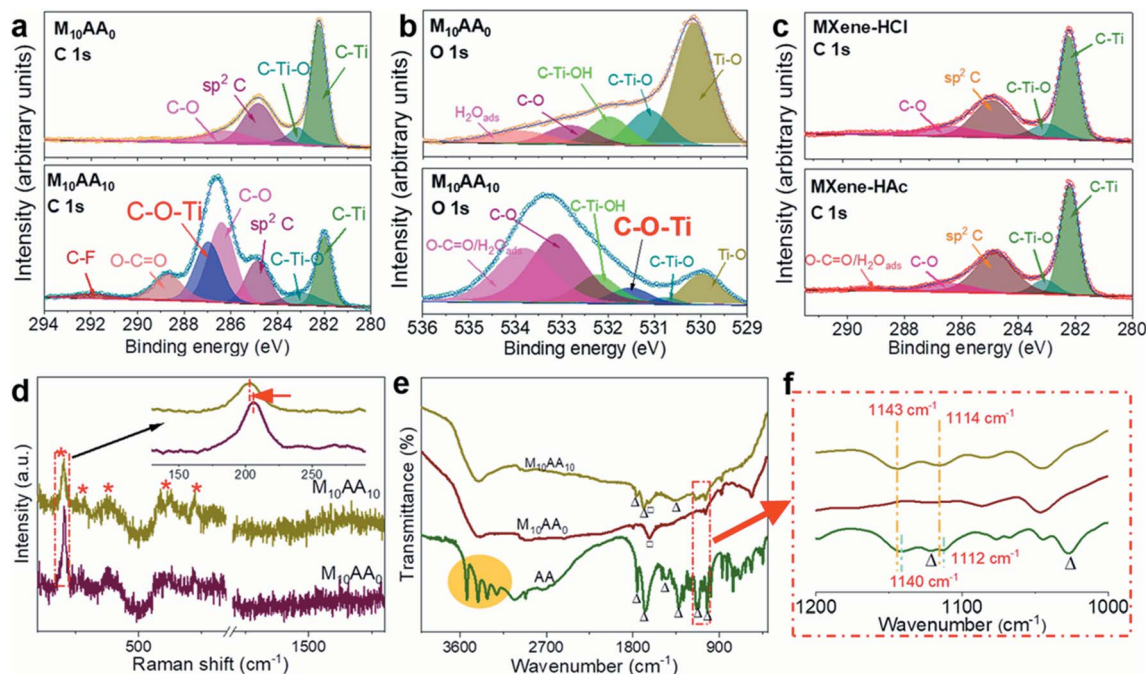 a
M₁₀AA₀
C 1s
C-Ti
C-Ti-O
sp² C
C-O
M₁₀AA₁₀
C 1s
C-O-Ti
C-O
sp² C
C-Ti
C-Ti-O
O-C=O
C-F
Intensity (arbitrary units)
294 292 290 288 286 284 282 280
Binding energy (eV)
b
M₁₀AA₀
O 1s
Ti-O
C-Ti-OH
C-Ti-O
C-O
H₂Oads
M₁₀AA₁₀
O 1s
C-Ti-OH
C-O
C-O-Ti
O-C=O/H₂Oads
C-Ti-O
Ti-O
Intensity (arbitrary units)
536 535 534 533 532 531 530 529
Binding energy (eV)
c
MXene-HCl
C 1s
C-Ti
sp² C
C-Ti-O
C-O
MXene-HAc
C 1s
C-Ti
sp² C
C-Ti-O
O-C=O/H₂Oads
C-O
Intensity (arbitrary units)
290 288 286 284 282 280
Binding energy (eV)
d
150 200 250
* * * * *
M₁₀AA₁₀
M₁₀AA₀
Intensity (a.u.)
500 1500
Raman shift (cm⁻¹)
e
M₁₀AA₁₀
Δ Δ □ Δ
M₁₀AA₀
□
AA
Δ Δ Δ Δ Δ Δ
Transmittance (%)
3600 2700 1800 900
Wavenumber (cm⁻¹)
f
1143 cm⁻¹ 1114 cm⁻¹
1112 cm⁻¹
Δ Δ
1140 cm⁻¹
1200 1100 1000
Wavenumber (cm⁻¹)